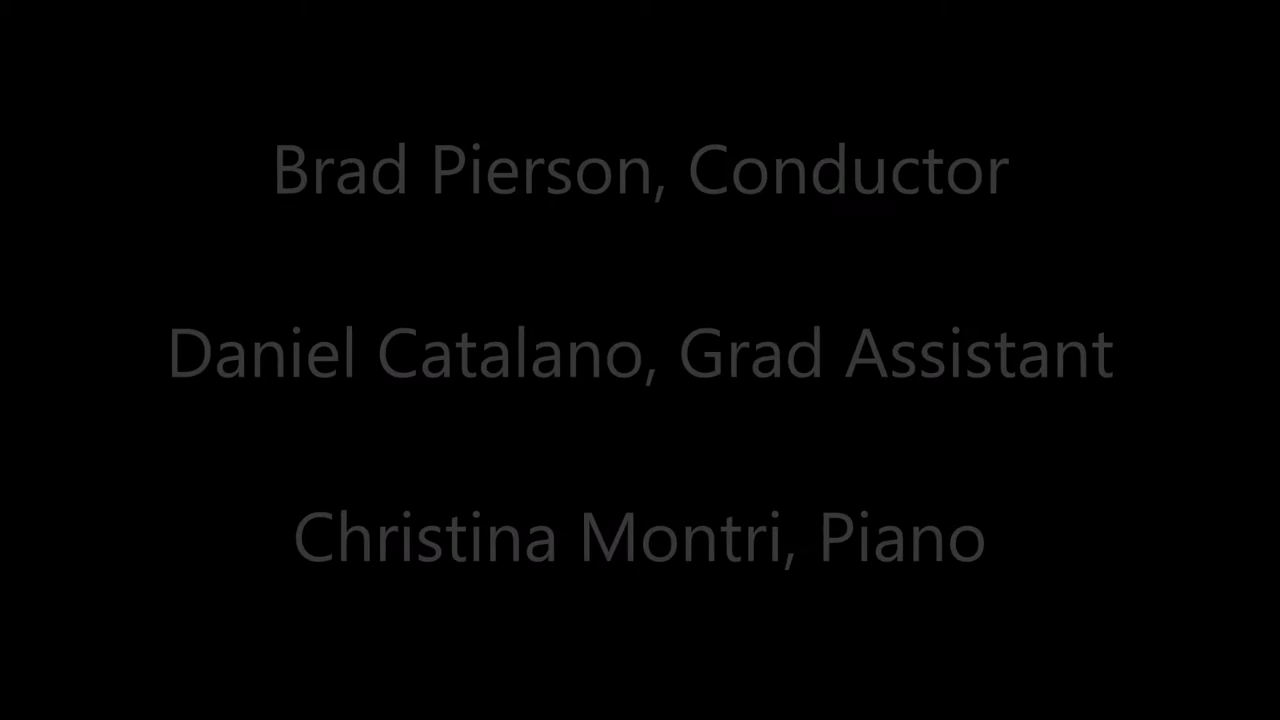 Brad Pierson, Conductor
Daniel Catalano, Grad Assistant
Christina Montri, Piano